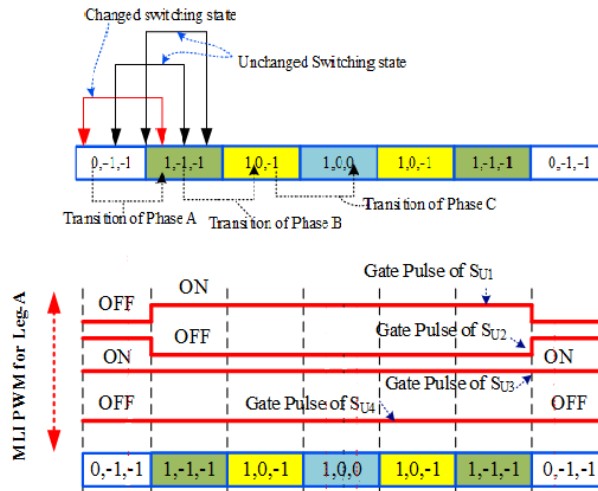 Changed switching state
Unchanged Switching state
0,-1,-1 1,-1,-1 1,0,-1 1,0,0 1,0,-1 1,-1,-1 0,-1,-1
Transition of Phase A
Transition of Phase B
Transition of Phase C
MLI PWM for Leg-A
ON
OFF
Gate Pulse of SU1
OFF
Gate Pulse of SU2
ON
ON
Gate Pulse of SU3
OFF
Gate Pulse of SU4
OFF
0,-1,-1 1,-1,-1 1,0,-1 1,0,0 1,0,-1 1,-1,-1 0,-1,-1